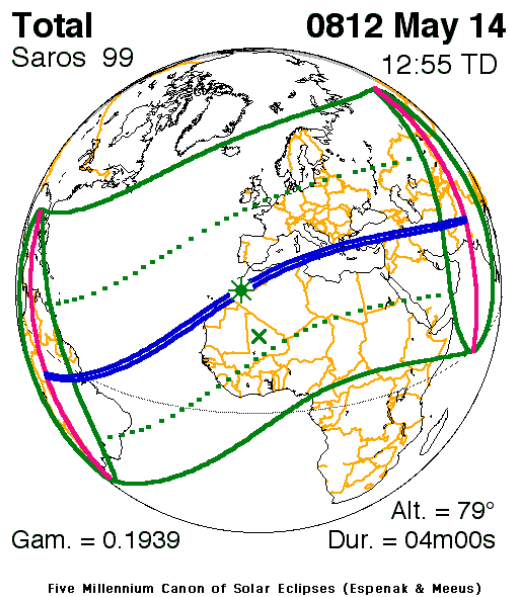 Total
0812 May 14
Saros 99
12:55 TD
Alt. = 79°
Gam. = 0.1939
Dur. = 04m00s
Five Millennium Canon of Solar Eclipses (Espenak & Meeus)